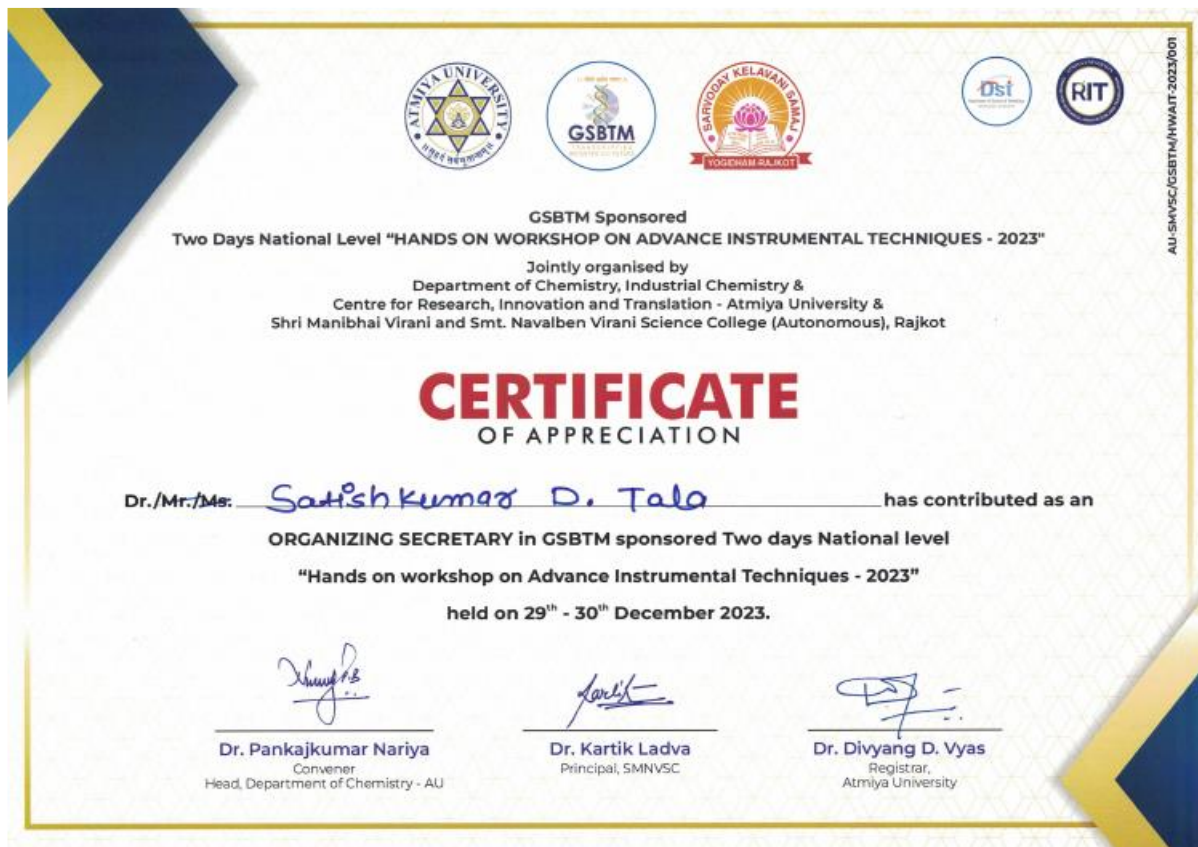 ATMIYA UNIVERSITY
॥ सुहृदं सर्वभूतानाम् ॥
GSBTM
SARVODAY KELAVANI SAMAJ
YOGIDHAM-RAJKOT
Dst
RIT
AU-SMVSC/GSBTM/HWAIT-2023/001
GSBTM Sponsored
Two Days National Level “HANDS ON WORKSHOP ON ADVANCE INSTRUMENTAL TECHNIQUES - 2023"
Jointly organised by
Department of Chemistry, Industrial Chemistry &
Centre for Research, Innovation and Translation - Atmiya University &
Shri Manibhai Virani and Smt. Navalben Virani Science College (Autonomous), Rajkot
CERTIFICATE
OF APPRECIATION
Dr./Mr./Ms. Satishkumar D. Tala has contributed as an
ORGANIZING SECRETARY in GSBTM sponsored Two days National level
“Hands on workshop on Advance Instrumental Techniques - 2023”
held on 29th - 30th December 2023.
Dr. Pankajkumar Nariya
Convener
Head, Department of Chemistry - AU
Dr. Kartik Ladva
Principal, SMNVSC
Dr. Divyang D. Vyas
Registrar,
Atmiya University